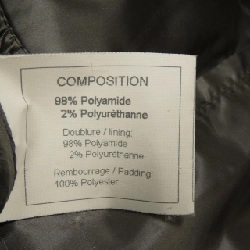 COMPOSITION
98% Polyamide
2% Polyuréthanne
Doublure / lining:
98% Polyamide
2% Polyuréthanne
Rembourrage / Padding:
100% Polyester